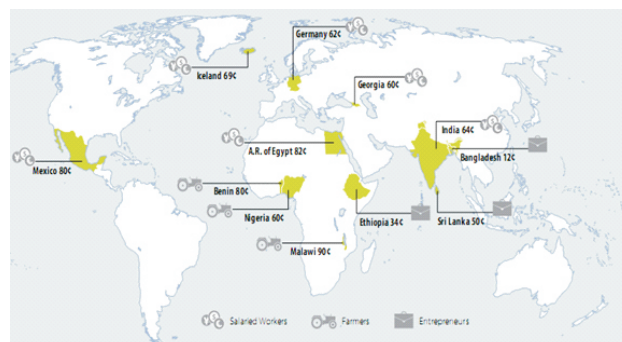 Germany 62¢
Iceland 69¢
Georgia 60¢
India 64¢
A.R. of Egypt 82¢
Bangladesh 12¢
Mexico 80¢
Benin 80¢
Nigeria 60¢
Ethiopia 34¢
Sri Lanka 50¢
Malawi 90¢
Salaried Workers
Farmers
Entrepreneurs